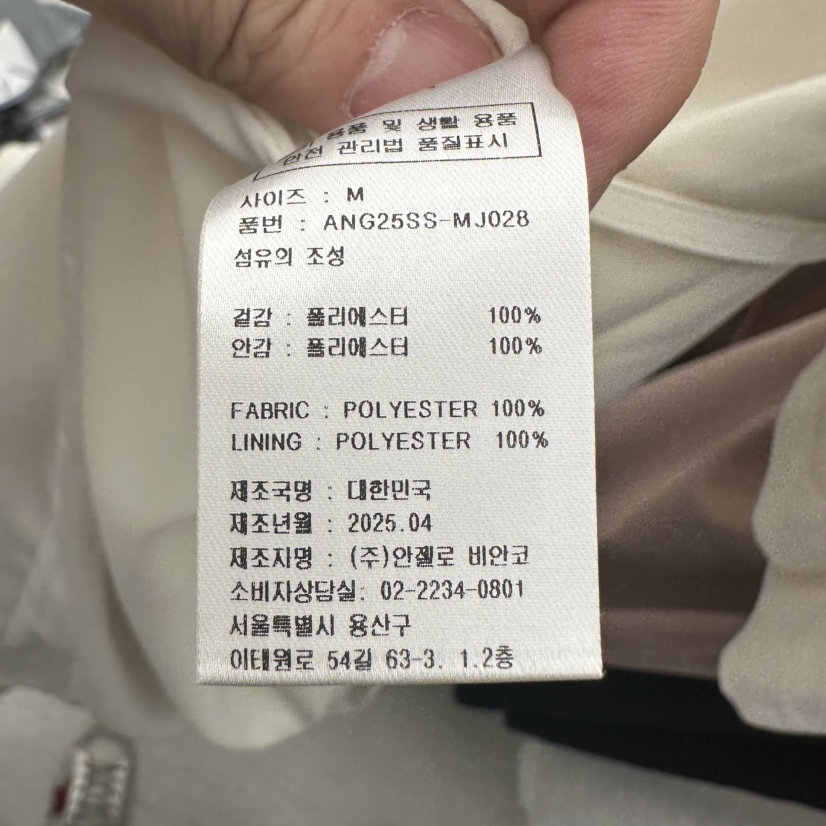 용품 및 생활 용품
안전 관리법 품질표시
사이즈 : M
품번 : ANG25SS-MJ028
섬유의 조성
겉감 : 폴리에스터 100%
안감 : 폴리에스터 100%
FABRIC : POLYESTER 100%
LINING : POLYESTER 100%
제조국명 : 대한민국
제조년월 : 2025.04
제조자명 : (주)안젤로 비안코
소비자상담실: 02-2234-0801
서울특별시 용산구
이태원로 54길 63-3. 1.2층